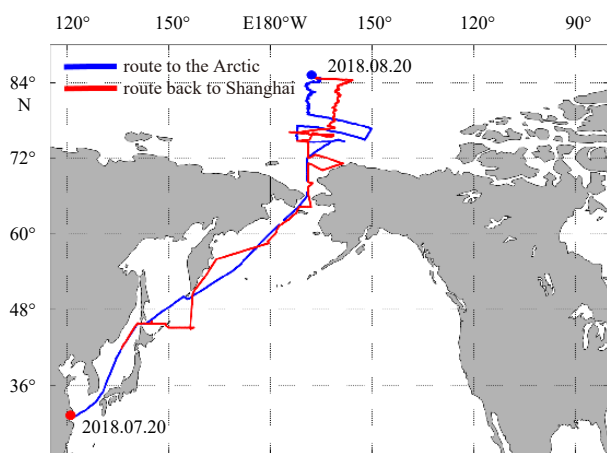 120° 150° E180°W 150° 120° 90°
2018.08.20
route to the Arctic
84°
N
route back to Shanghai
72°
60°
48°
36°
2018.07.20